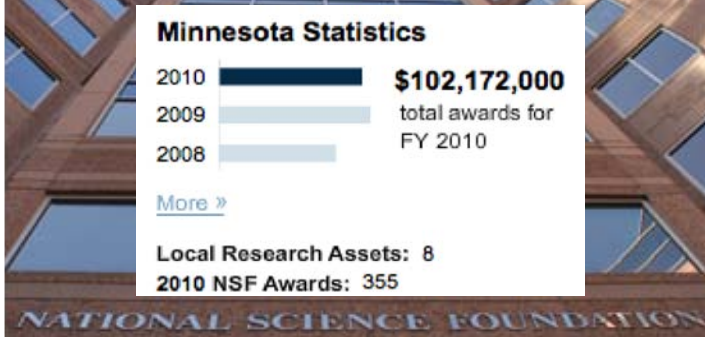 Minnesota Statistics
2010
$102,172,000
2009
total awards for
FY 2010
2008
More »
Local Research Assets: 8
2010 NSF Awards: 355
NATIONAL SCIENCE FOUNDATION